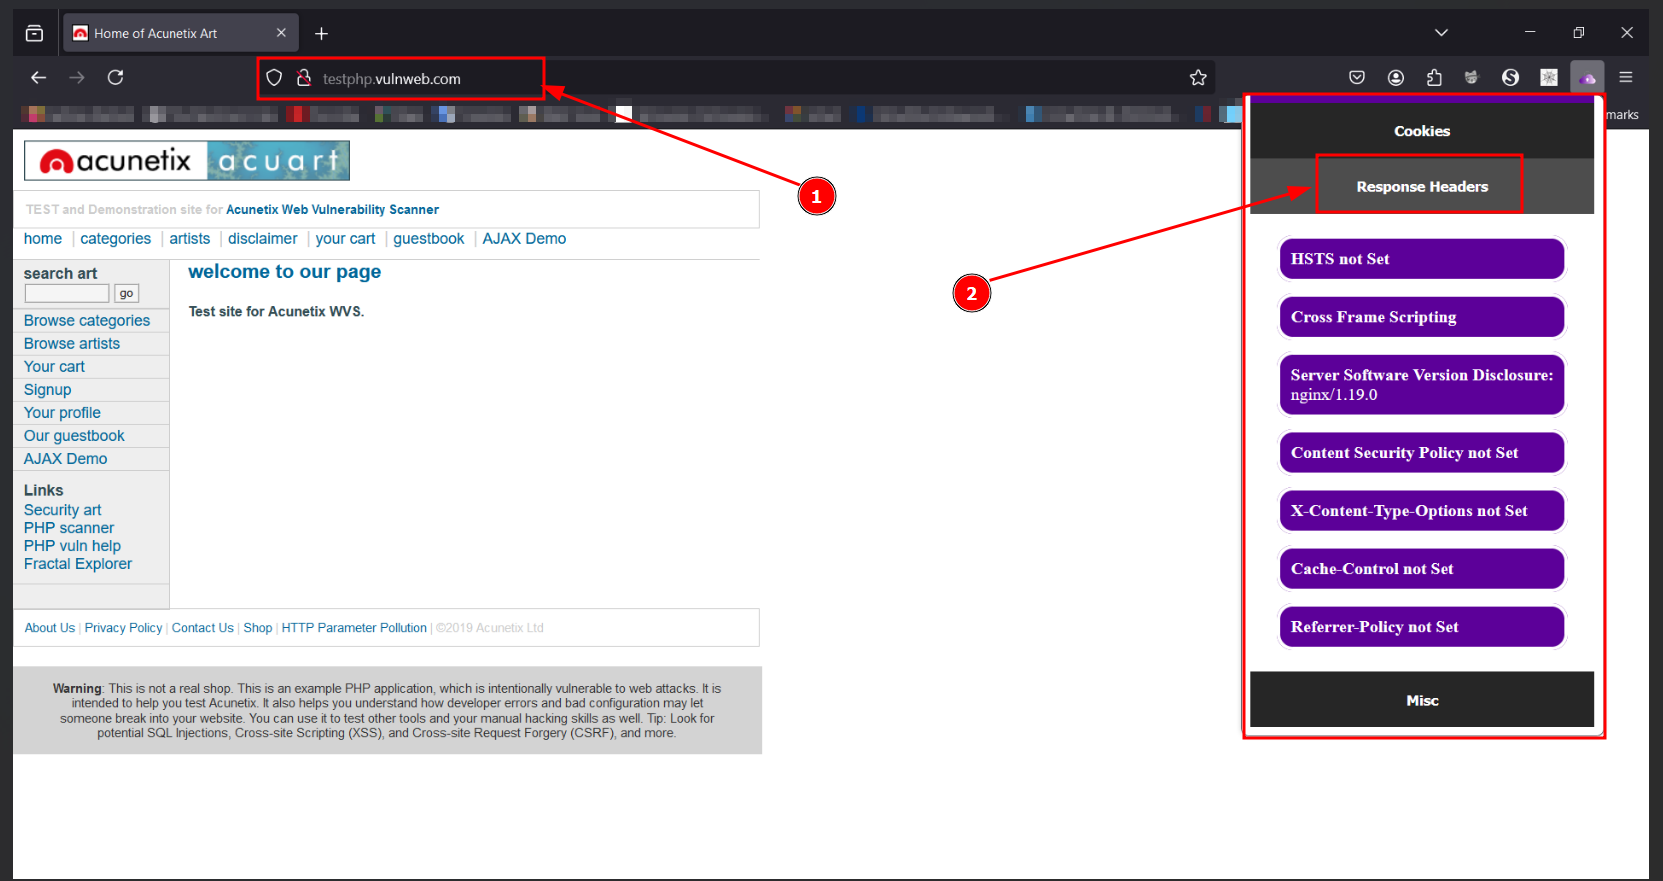 Home of Acunetix Art
testphp.vulnweb.com
marks
acunetix acuart
TEST and Demonstration site for Acunetix Web Vulnerability Scanner
home | categories | artists | disclaimer | your cart | guestbook | AJAX Demo
search art
go
Browse categories
Browse artists
Your cart
Signup
Your profile
Our guestbook
AJAX Demo
Links
Security art
PHP scanner
PHP vuln help
Fractal Explorer
welcome to our page
Test site for Acunetix WVS.
About Us | Privacy Policy | Contact Us | Shop | HTTP Parameter Pollution | ©2019 Acunetix Ltd
Warning: This is not a real shop. This is an example PHP application, which is intentionally vulnerable to web attacks. It is
intended to help you test Acunetix. It also helps you understand how developer errors and bad configuration may let
someone break into your website. You can use it to test other tools and your manual hacking skills as well. Tip: Look for
potential SQL Injections, Cross-site Scripting (XSS), and Cross-site Request Forgery (CSRF), and more.
1
2
Cookies
Response Headers
HSTS not Set
Cross Frame Scripting
Server Software Version Disclosure:
nginx/1.19.0
Content Security Policy not Set
X-Content-Type-Options not Set
Cache-Control not Set
Referrer-Policy not Set
Misc